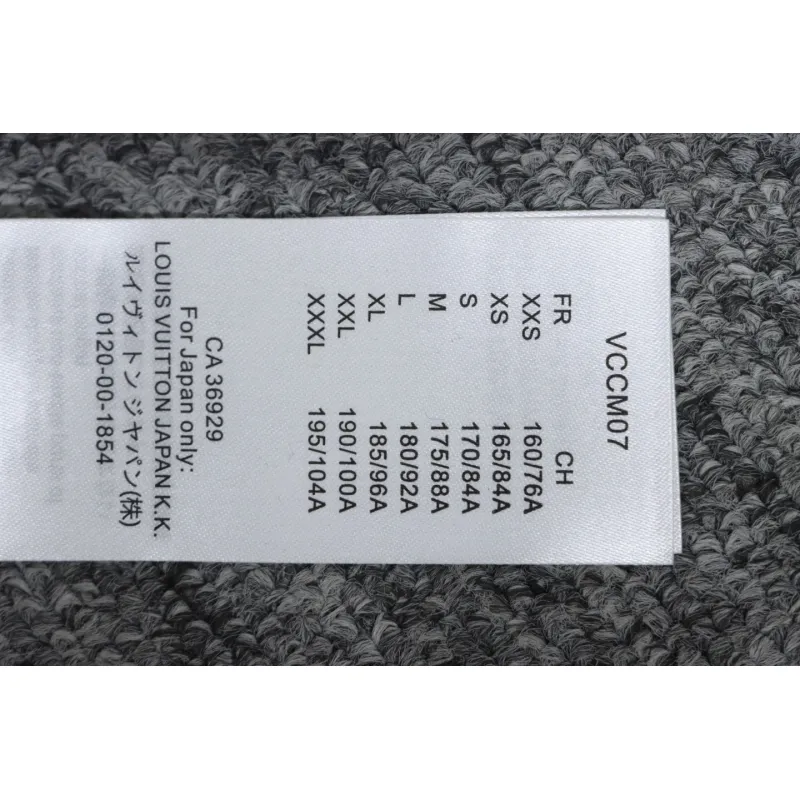 VCCM07
FR CH
XXS 160/76A
XS 165/84A
S 170/84A
M 175/88A
L 180/92A
XL 185/96A
XXL 190/100A
XXXL 195/104A
CA 36929
For Japan only:
LOUIS VUITTON JAPAN K.K.
ルイヴィトン ジャパン(株)
0120-00-1854